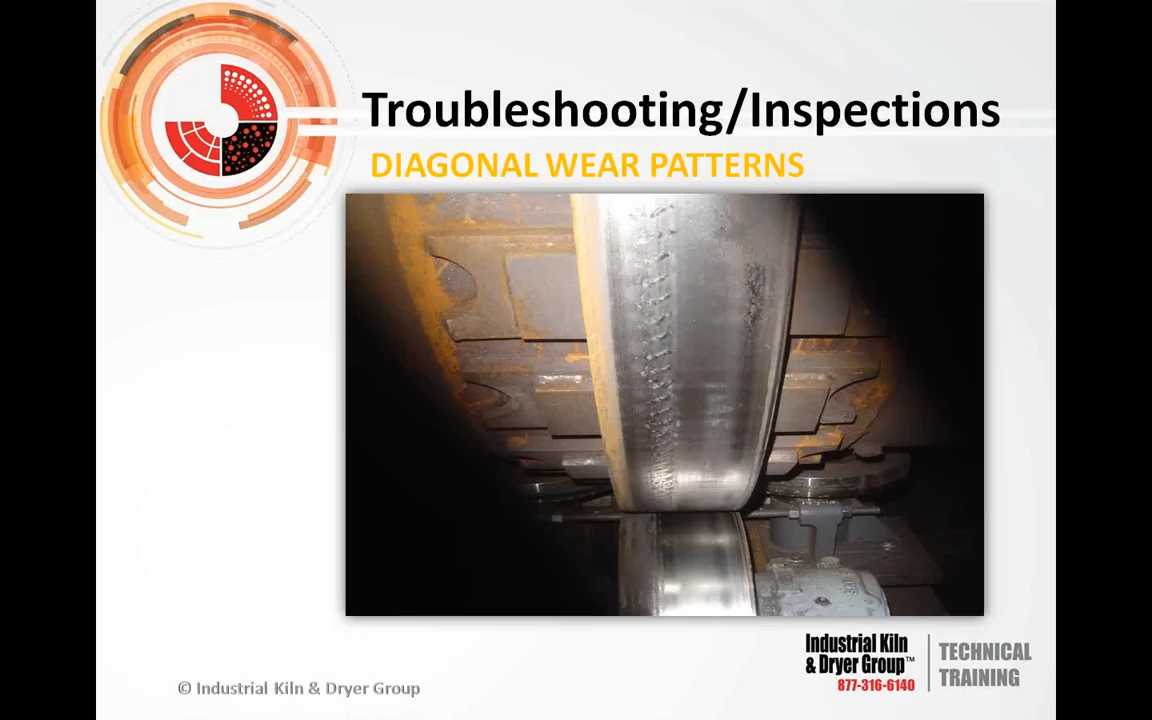 Troubleshooting/Inspections
DIAGONAL WEAR PATTERNS
Industrial Kiln
& Dryer Group™
877-316-6140
TECHNICAL
TRAINING
© Industrial Kiln & Dryer Group